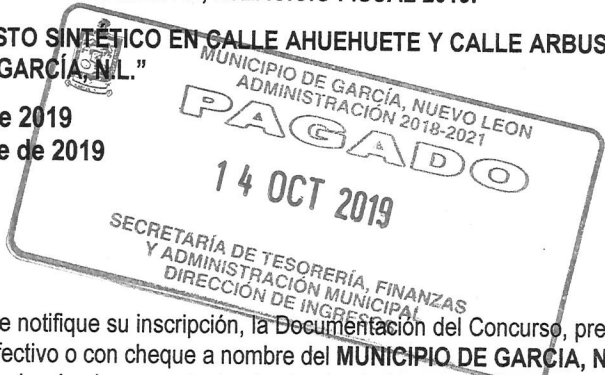 FISCAL 2019.
STO SINTÉTICO EN CALLE AHUEHUETE Y CALLE ARBUS
GARCÍA, N.L.”
e 2019
e de 2019
MUNICIPIO DE GARCÍA, NUEVO LEON
ADMINISTRACIÓN 2018-2021
PAGADO
14 OCT 2019
SECRETARÍA DE TESORERÍA, FINANZAS
Y ADMINISTRACIÓN MUNICIPAL
DIRECCIÓN DE INGRESOS
e notifique su inscripción, la Documentación del Concurso, pre
fectivo o con cheque a nombre del MUNICIPIO DE GARCIA, N